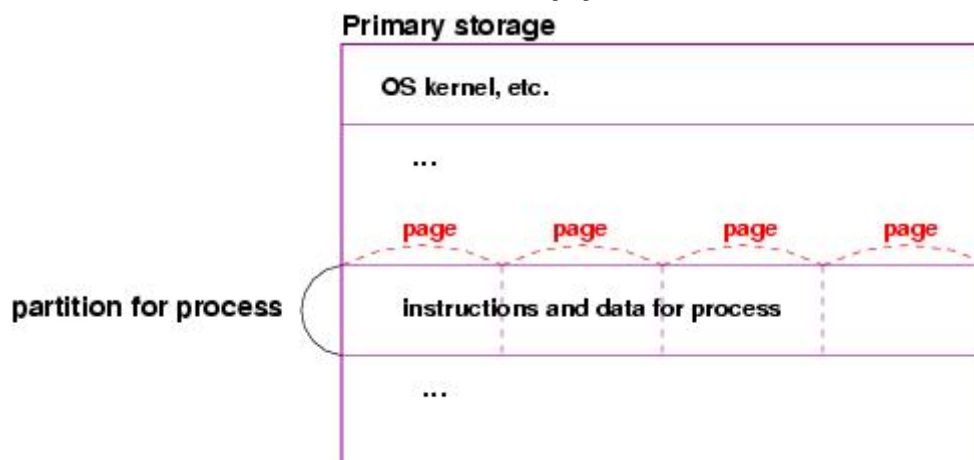 Primary storage
OS kernel, etc.
...
page page page page
partition for process instructions and data for process
...